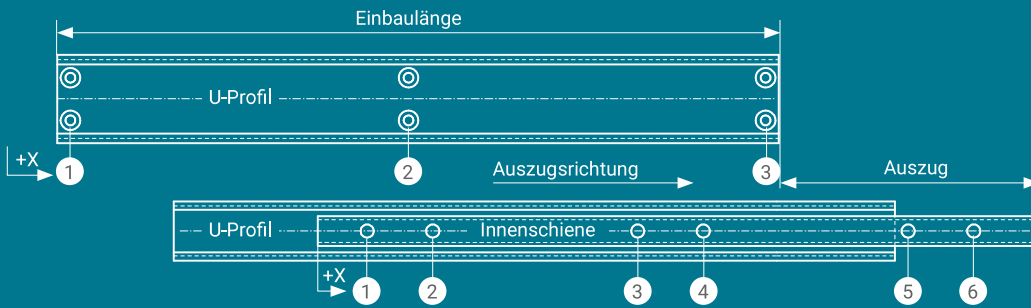 Einbaulänge
U-Profil
+X
1
2
3
Auszugsrichtung
Auszug
U-Profil
Innenschiene
+X
1
2
3
4
5
6